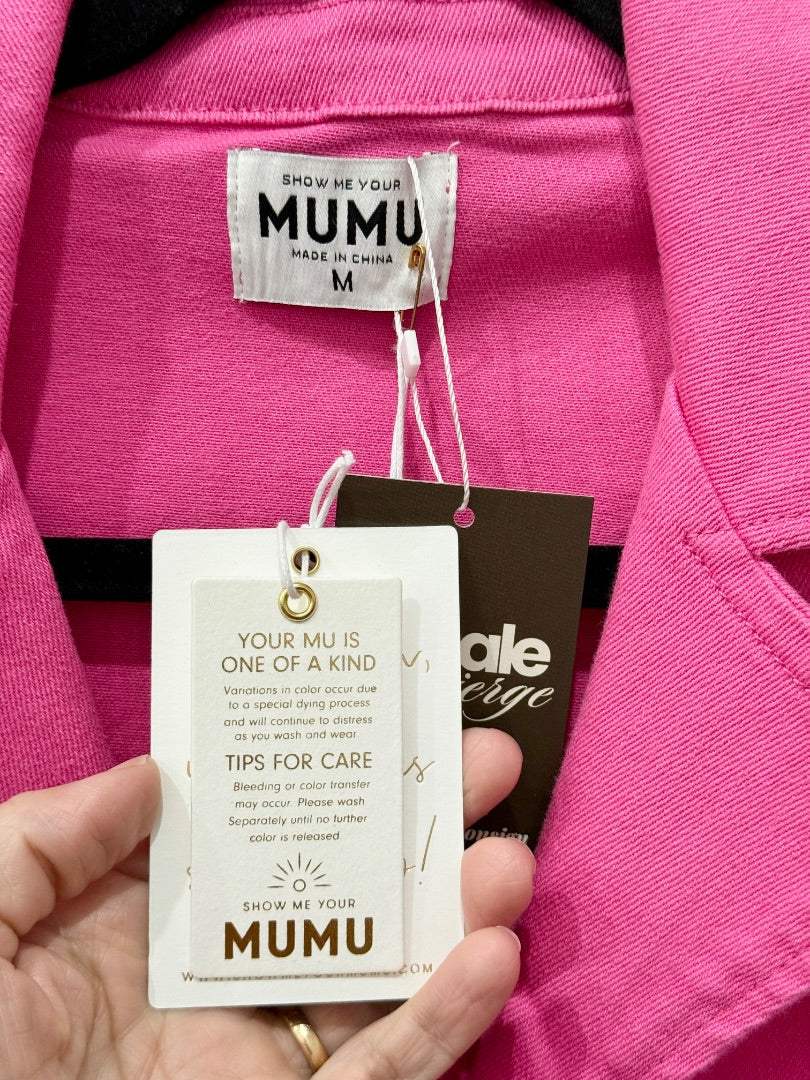 SHOW ME YOUR
MUMU
MADE IN CHINA
M
YOUR MU IS
ONE OF A KIND
Variations in color occur due
to a special dying process
and will continue to distress
as you wash and wear.
TIPS FOR CARE
Bleeding or color transfer
may occur. Please wash
Separately until no further
color is released.
SHOW ME YOUR
MUMU